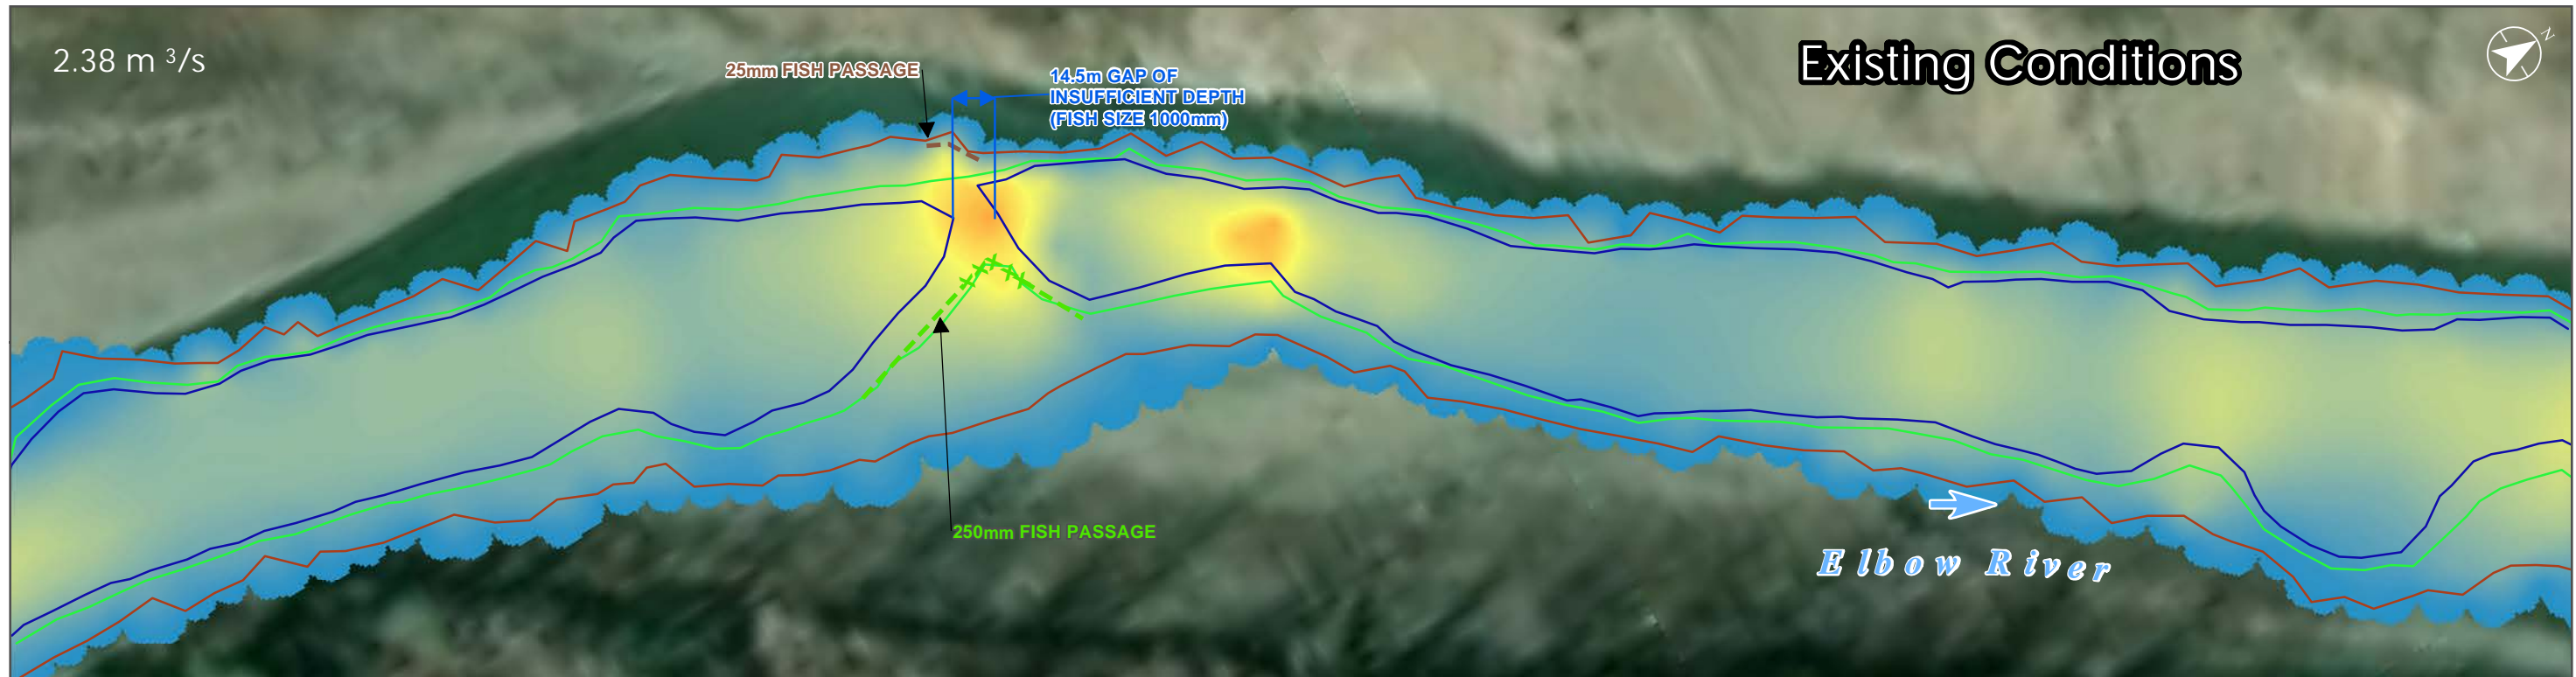 2.38 m ³/s
Existing Conditions
N
25mm FISH PASSAGE
14.5m GAP OF
INSUFFICIENT DEPTH
(FISH SIZE 1000mm)
250mm FISH PASSAGE
Elbow River